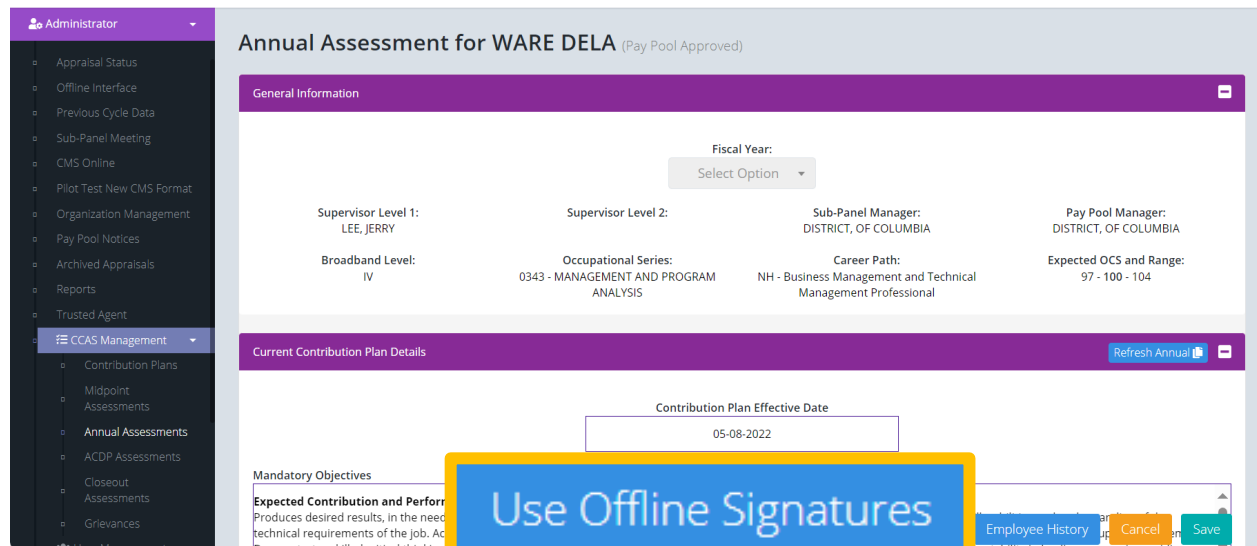 Administrator
Appraisal Status
Offline Interface
Previous Cycle Data
Sub-Panel Meeting
CMS Online
Pilot Test New CMS Format
Organization Management
Pay Pool Notices
Archived Appraisals
Reports
Trusted Agent
CCAS Management
Contribution Plans
Midpoint
Assessments
Annual Assessments
ACDP Assessments
Closeout
Assessments
Grievances
Annual Assessment for WARE DELA (Pay Pool Approved)
General Information
Fiscal Year:
Select Option
Supervisor Level 1:
LEE, JERRY
Supervisor Level 2:
Sub-Panel Manager:
DISTRICT, OF COLUMBIA
Pay Pool Manager:
DISTRICT, OF COLUMBIA
Broadband Level:
IV
Occupational Series:
0343 - MANAGEMENT AND PROGRAM
ANALYSIS
Career Path:
NH - Business Management and Technical
Management Professional
Expected OCS and Range:
97 - 100 - 104
Current Contribution Plan Details
Refresh Annual
Contribution Plan Effective Date
05-08-2022
Mandatory Objectives
Expected Contribution and Perfor
Produces desired results, in the need
technical requirements of the job. Ac
Use Offline Signatures
Employee History
Cancel
Save